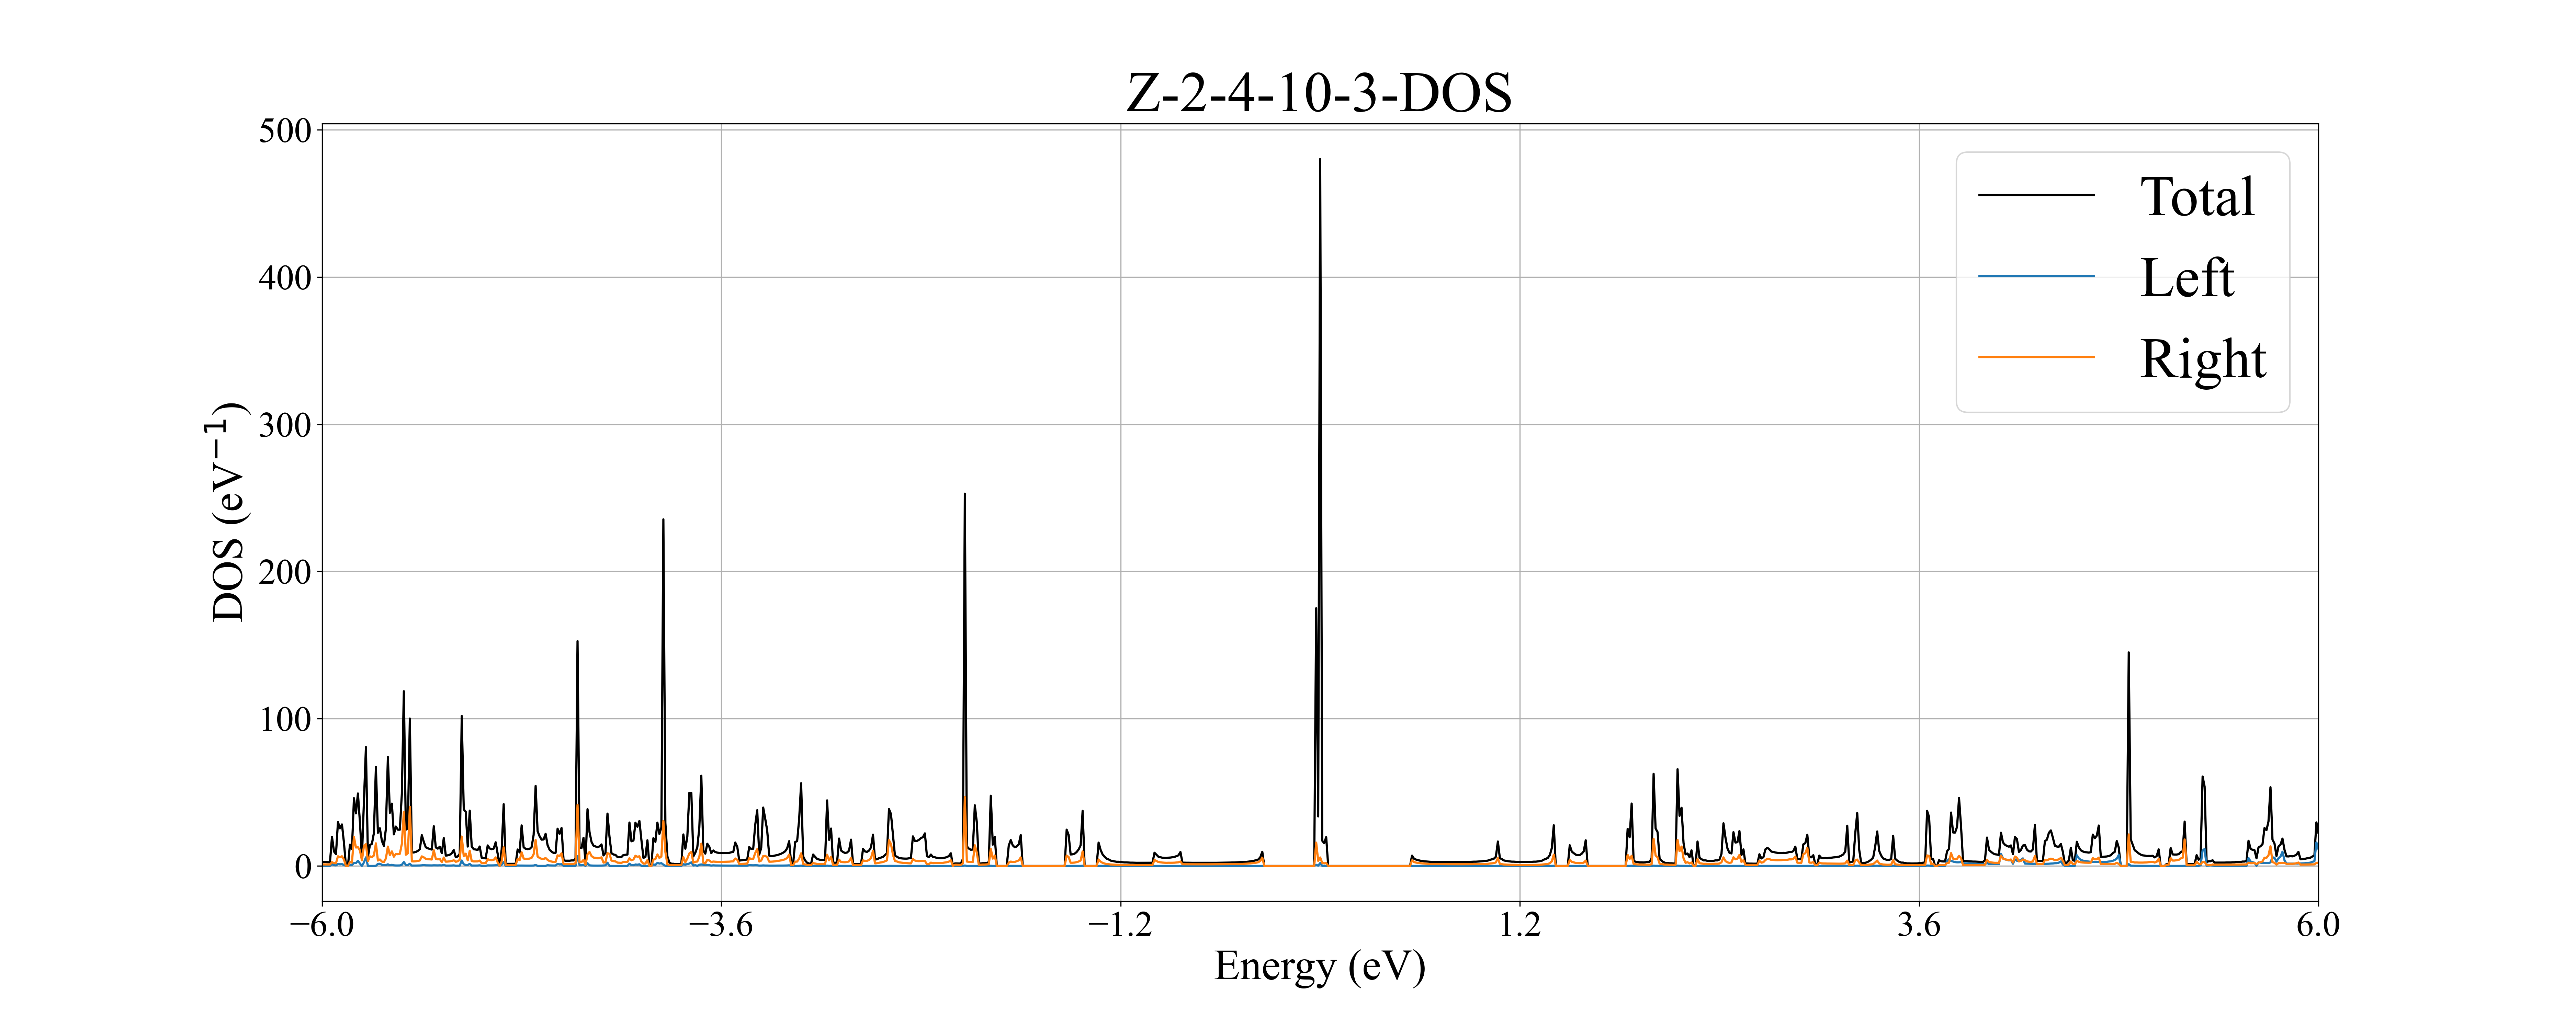 Z-2-4-10-3-DOS
500
400
300
200
100
0
DOS (eV⁻¹)
Total
Left
Right
−6.0 −3.6 −1.2 1.2 3.6 6.0
Energy (eV)